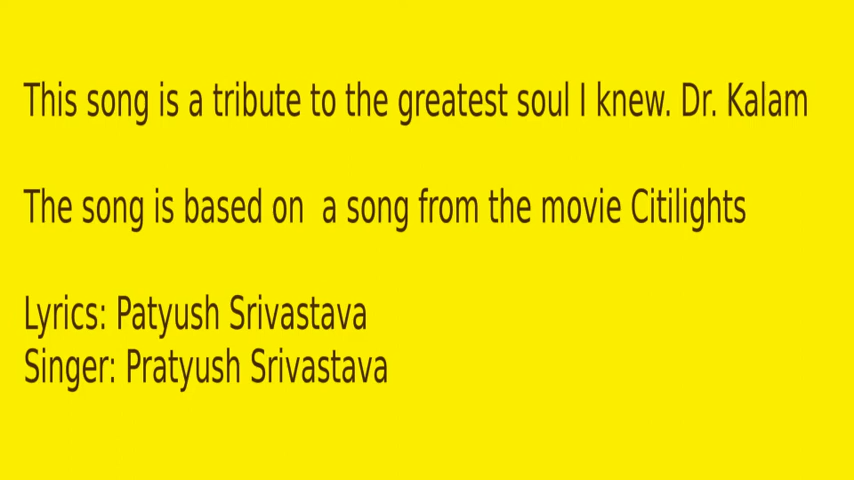 This song is a tribute to the greatest soul I knew. Dr. Kalam
The song is based on  a song from the movie Citilights
Lyrics: Patyush Srivastava
Singer: Pratyush Srivastava